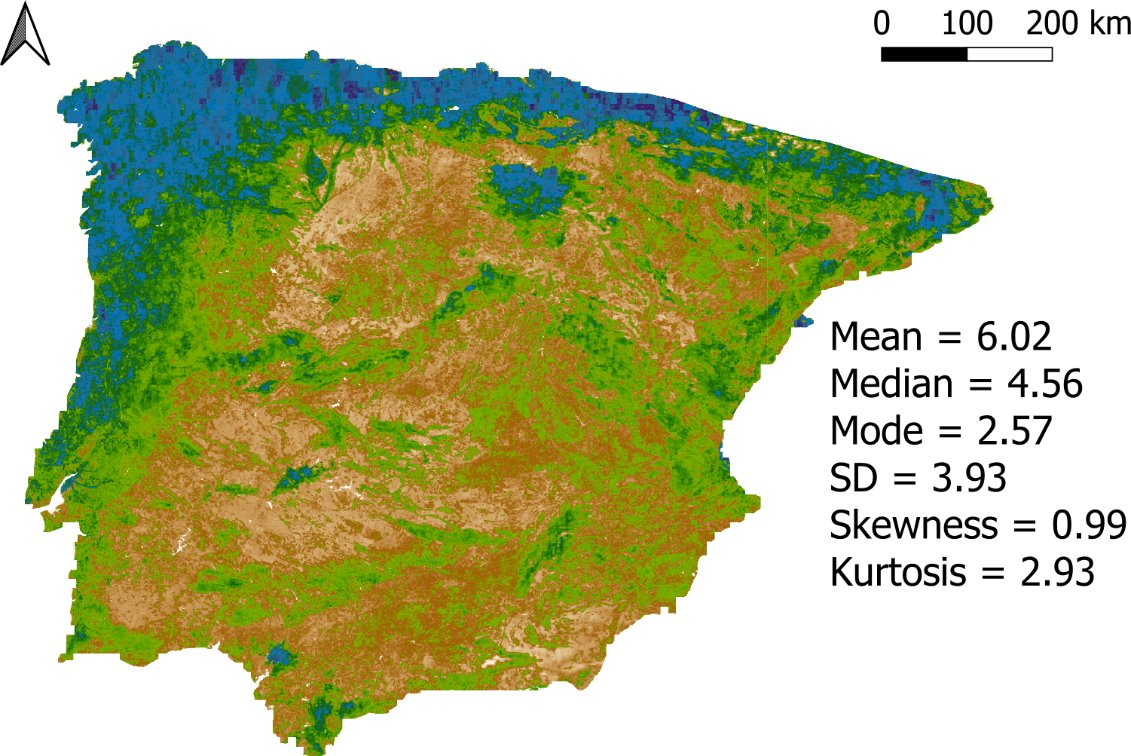 0 100 200 km
Mean = 6.02
Median = 4.56
Mode = 2.57
SD = 3.93
Skewness = 0.99
Kurtosis = 2.93